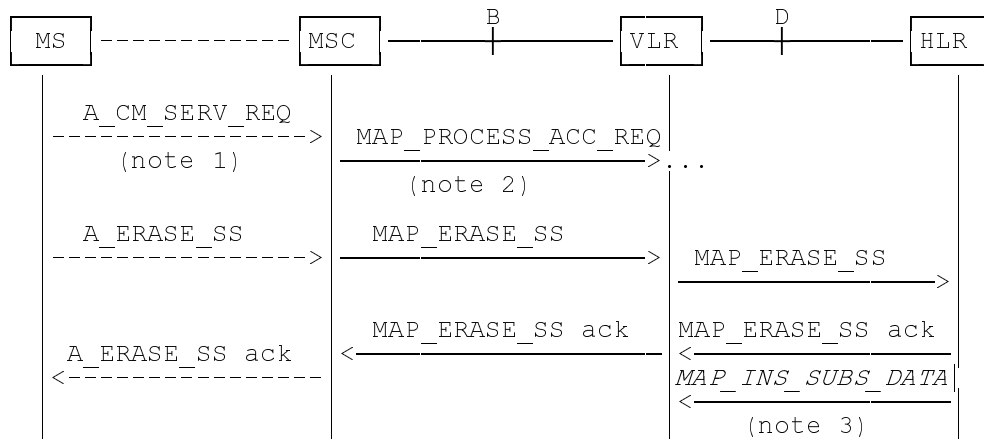 B D
MS MSC VLR HLR
A_CM_SERV_REQ
MAP_PROCESS_ACC_REQ
(note 1)
...
(note 2)
A_ERASE_SS MAP_ERASE_SS
MAP_ERASE_SS
MAP_ERASE_SS ack MAP_ERASE_SS ack
A_ERASE_SS ack
MAP_INS_SUBS_DATA
(note 3)